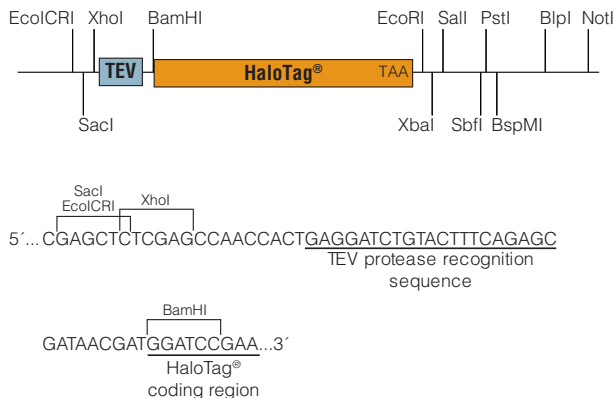 EcoICRI XhoI BamHI EcoRI SalI PstI BlpI NotI
TEV HaloTag® TAA
SacI XbaI SbfI BspMI
SacI
EcoICRI XhoI
5´... CGAGCTCTCGAGCCAACCACTGAGGATCTGTACTTTCAGAGC
TEV protease recognition
sequence
BamHI
GATAACGATGGATCCGAA...3´
HaloTag®
coding region